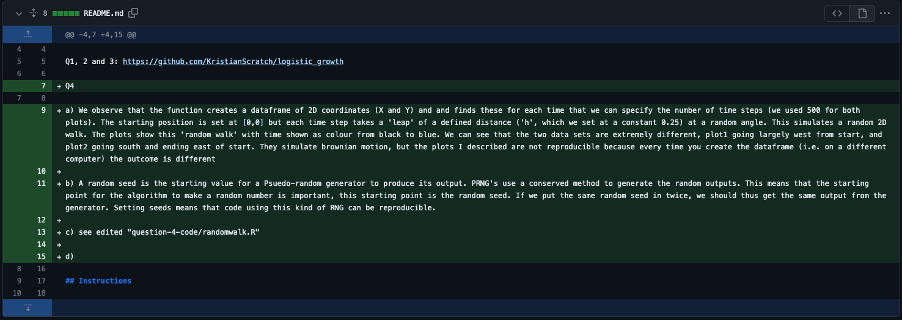 8 README.md
@@ -4,7 +4,15 @@
4 4
5 5 Q1, 2 and 3: https://github.com/KristianScratch/logistic_growth
6 6
7 + Q4
7 8
9 + a) We observe that the function creates a dataframe of 2D coordinates (X and Y) and and finds these for each time that we can specify the number of time steps (we used 500 for both
plots). The starting position is set at [0,0] but each time step takes a 'leap' of a defined distance ('h', which we set at a constant 0.25) at a random angle. This simulates a random 2D
walk. The plots show this 'random walk' with time shown as colour from black to blue. We can see that the two data sets are extremely different, plot1 going largely west from start, and
plot2 going south and ending east of start. They simulate brownian motion, but the plots I described are not reproducible because every time you create the dataframe (i.e. on a different
computer) the outcome is different
10 +
11 + b) A random seed is the starting value for a Psuedo-random generator to produce its output. PRNG's use a conserved method to generate the random outputs. This means that the starting
point for the algorithm to make a randon number is important, this starting point is the random seed. If we put the same random seed in twice, we should thus get the same output from the
generator. Setting seeds means that code using this kind of RNG can be reproducible.
12 +
13 + c) see edited "question-4-code/randomwalk.R"
14 +
15 + d)
8 16
9 17 ## Instructions
10 18